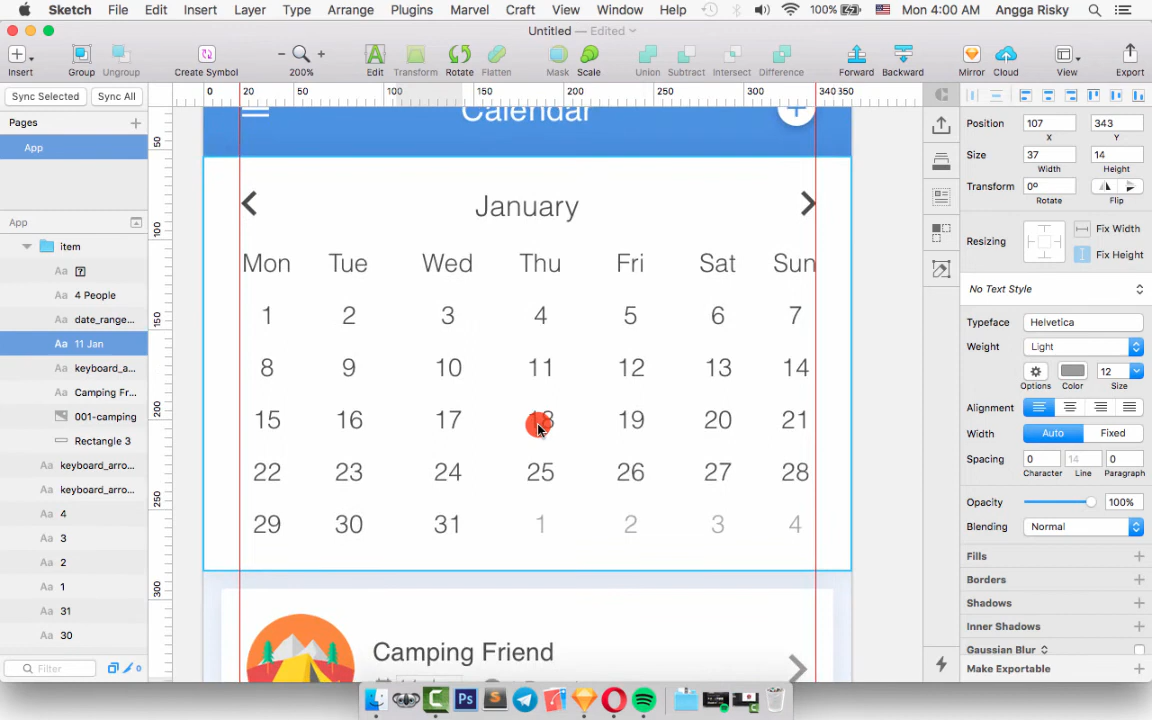 Sketch File Edit Insert Layer Type Arrange Plugins Marvel Craft View Window Help 100% Mon 4:00 AM Angga Risky
Untitled — Edited
Insert Group Ungroup Create Symbol 200% Edit Transform Rotate Flatten Mask Scale Union Subtract Intersect Difference Forward Backward Mirror Cloud View Export
Sync Selected Sync All
0 20 50 100 150 200 250 300 340 350
Pages
App
App
item
?
4 People
date_range...
11 Jan
keyboard_a...
Camping Fr...
001-camping
Rectangle 3
keyboard_arro...
keyboard_arro...
4
3
2
1
31
30
Filter
0
50
100
150
200
250
300
Calendar
January
Mon Tue Wed Thu Fri Sat Sun
1 2 3 4 5 6 7
8 9 10 11 12 13 14
15 16 17 18 19 20 21
22 23 24 25 26 27 28
29 30 31 1 2 3 4
Camping Friend
Position 107 343
X Y
Size 37 14
Width Height
Transform 0º
Rotate Flip
Resizing Fix Width
Fix Height
No Text Style
Typeface Helvetica
Weight Light
12
Options Color Size
Alignment
Width Auto Fixed
Spacing 0 14 0
Character Line Paragraph
Opacity 100%
Blending Normal
Fills
Borders
Shadows
Inner Shadows
Gaussian Blur
Make Exportable
Ps
S